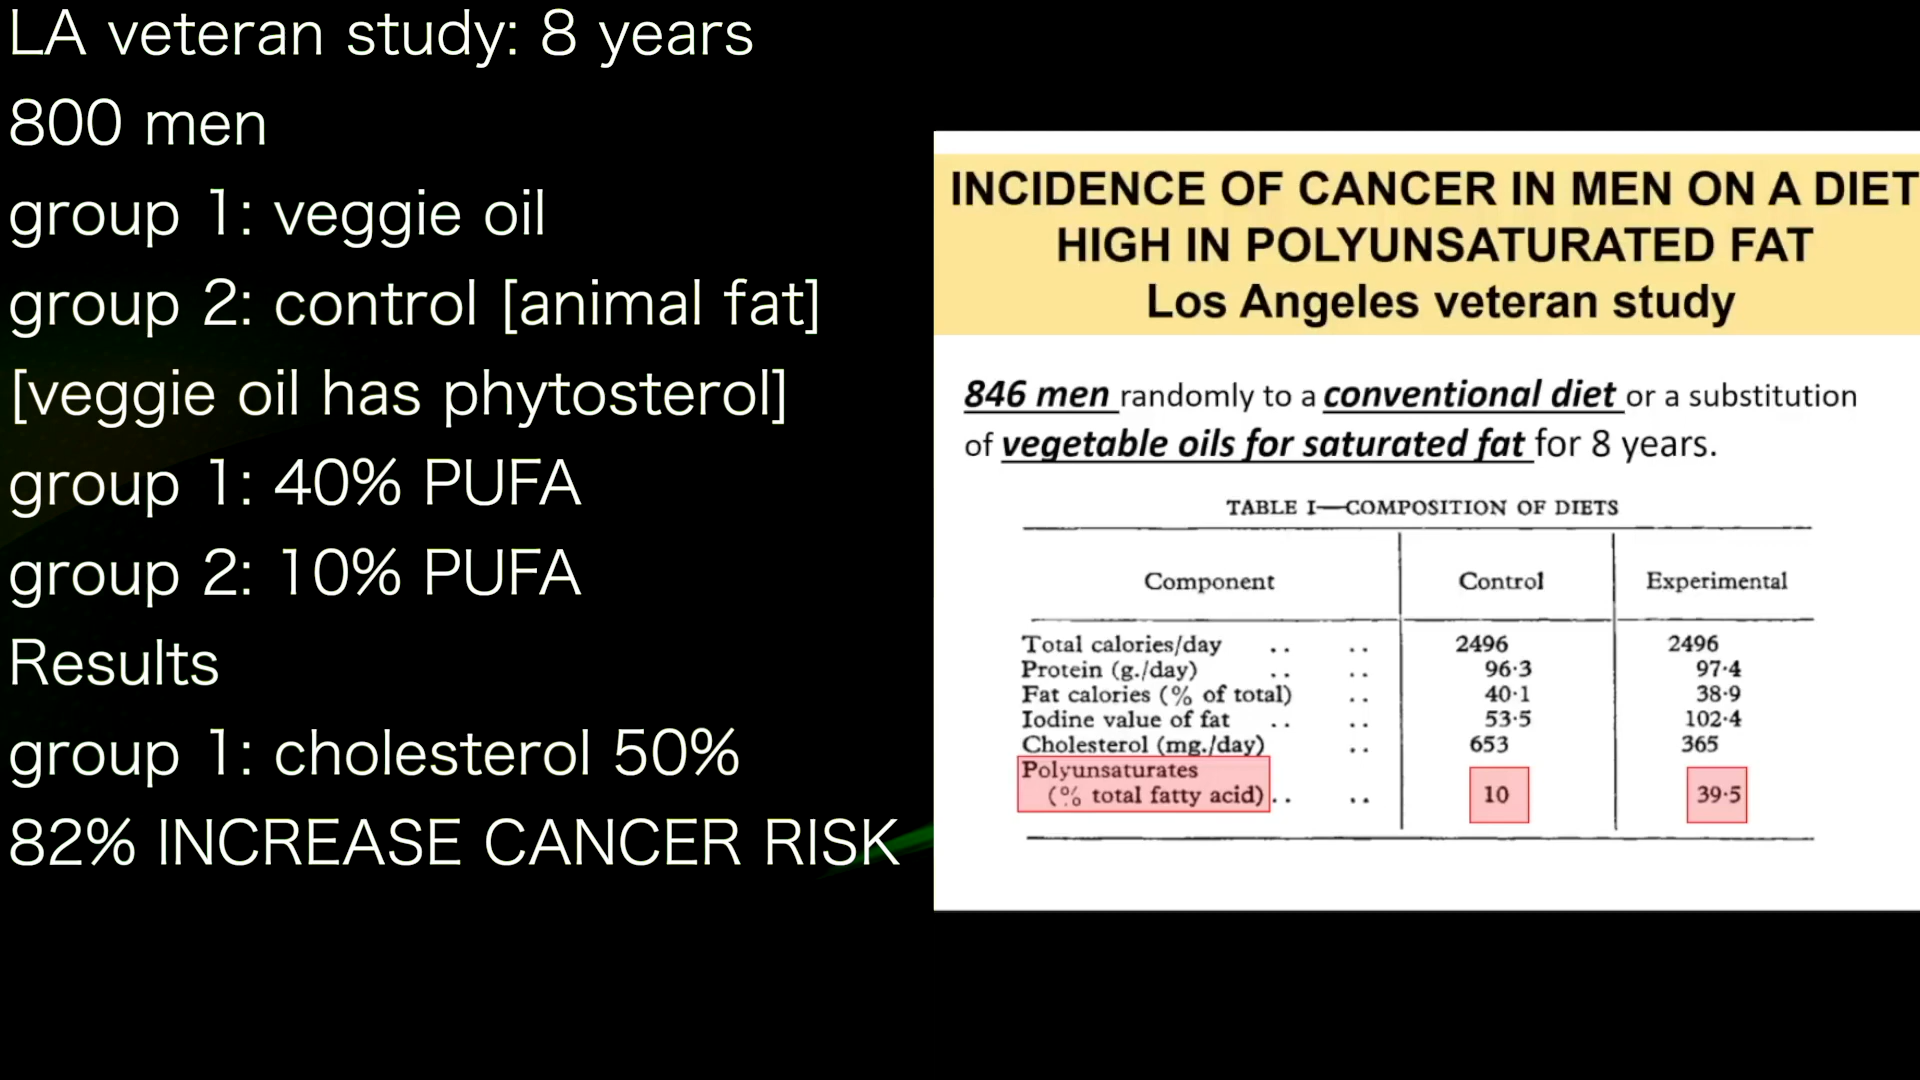 LA veteran study: 8 years
800 men
group 1: veggie oil
group 2: control [animal fat]
[veggie oil has phytosterol]
group 1: 40% PUFA
group 2: 10% PUFA
Results
group 1: cholesterol 50%
82% INCREASE CANCER RISK
INCIDENCE OF CANCER IN MEN ON A DIET
HIGH IN POLYUNSATURATED FAT
Los Angeles veteran study
846 men randomly to a conventional diet or a substitution
of vegetable oils for saturated fat for 8 years.
TABLE I—COMPOSITION OF DIETS
Component Control Experimental
Total calories/day .. .. 2496 2496
Protein (g./day) .. .. 96·3 97·4
Fat calories (% of total) .. 40·1 38·9
Iodine value of fat .. .. 53·5 102·4
Cholesterol (mg./day) .. 653 365
Polyunsaturates
(% total fatty acid) .. .. 10 39·5